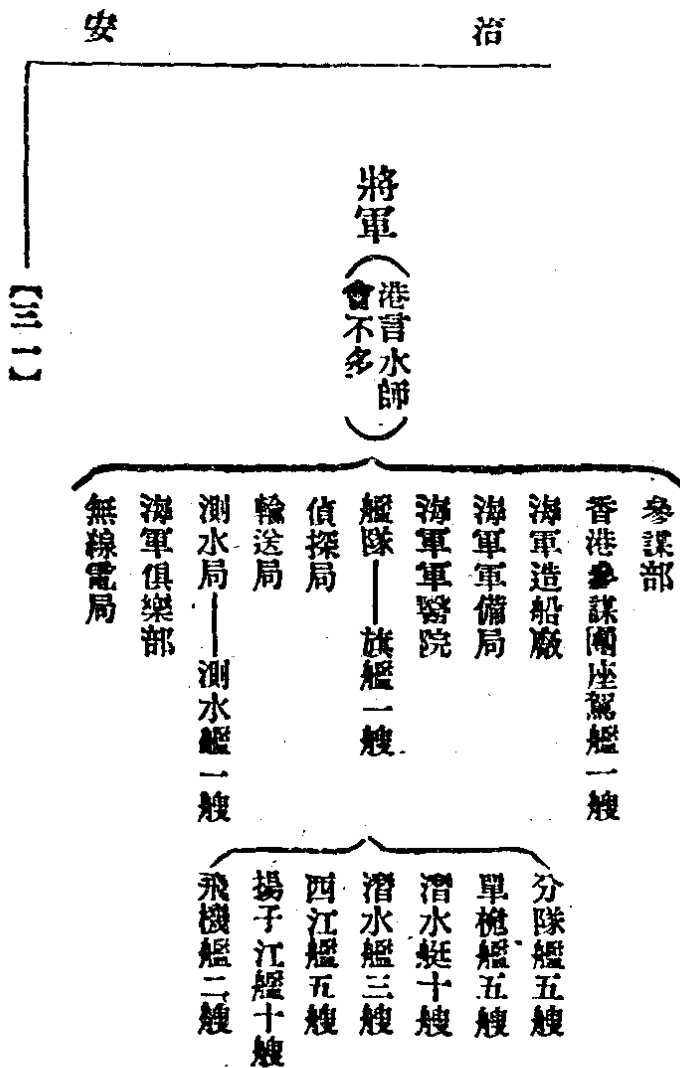 治安
將軍
港官水師
會不多
參謀部
香港參謀團座駕艦一艘
海軍造船廠
海軍軍備局
海軍軍醫院
艦隊——旗艦一艘
偵探局
輸送局
測水局——測水艦一艘
海軍俱樂部
無線電局
分隊艦五艘
單桅艦五艘
潛水艇十艘
潛水艦三艘
西江艦五艘
揚子江艦十艘
飛機艦二艘
【三一】